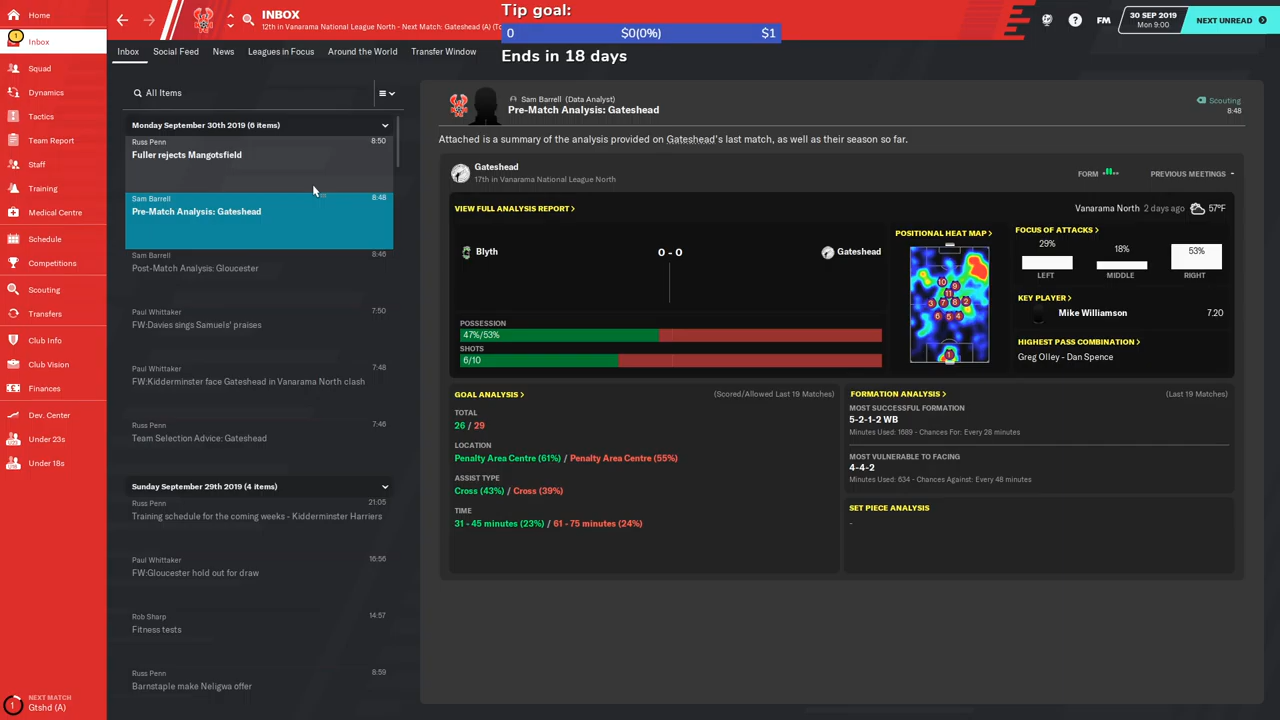 Home
1
Inbox
Squad
Dynamics
Tactics
Team Report
Staff
Training
Medical Centre
Schedule
Competitions
Scouting
Transfers
Club Info
Club Vision
Finances
Dev. Center
Under 23s
Under 18s
1
NEXT MATCH
Gtshd (A)
INBOX
12th in Vanarama National League North - Next Match: Gateshead (A) (To
Tip goal:
0 $0(0%) $1
Ends in 18 days
?
FM
30 SEP 2019
Mon 9:00
NEXT UNREAD
Inbox
Social Feed
News
Leagues in Focus
Around the World
Transfer Window
All Items
Monday September 30th 2019 (6 items)
Russ Penn 8:50
Fuller rejects Mangotsfield
Sam Barrell 8:48
Pre-Match Analysis: Gateshead
Sam Barrell 8:46
Post-Match Analysis: Gloucester
Paul Whittaker 7:50
FW:Davies sings Samuels' praises
Paul Whittaker 7:48
FW:Kidderminster face Gateshead in Vanarama North clash
Russ Penn 7:46
Team Selection Advice: Gateshead
Sunday September 29th 2019 (4 items)
Russ Penn 21:05
Training schedule for the coming weeks - Kidderminster Harriers
Paul Whittaker 16:56
FW:Gloucester hold out for draw
Rob Sharp 14:57
Fitness tests
Russ Penn 8:59
Barnstaple make Neligwa offer
Sam Barrell (Data Analyst)
Pre-Match Analysis: Gateshead
Scouting
8:48
Attached is a summary of the analysis provided on Gateshead's last match, as well as their season so far.
Gateshead
17th in Vanarama National League North
FORM
PREVIOUS MEETINGS
VIEW FULL ANALYSIS REPORT >
Vanarama North 2 days ago 57°F
Blyth 0 - 0 Gateshead
POSSESSION
47%/53%
SHOTS
6/10
POSITIONAL HEAT MAP >
10
9
11
3 7 8 2
6 5 4
1
FOCUS OF ATTACKS >
29% 18% 53%
LEFT MIDDLE RIGHT
KEY PLAYER >
Mike Williamson 7.20
HIGHEST PASS COMBINATION >
Greg Olley - Dan Spence
GOAL ANALYSIS > (Scored/Allowed Last 19 Matches)
TOTAL
26 / 29
LOCATION
Penalty Area Centre (61%) / Penalty Area Centre (55%)
ASSIST TYPE
Cross (43%) / Cross (39%)
TIME
31 - 45 minutes (23%) / 61 - 75 minutes (24%)
FORMATION ANALYSIS > (Last 19 Matches)
MOST SUCCESSFUL FORMATION
5-2-1-2 WB
Minutes Used: 1689 - Chances For: Every 28 minutes
MOST VULNERABLE TO FACING
4-4-2
Minutes Used: 634 - Chances Against: Every 48 minutes
SET PIECE ANALYSIS
-